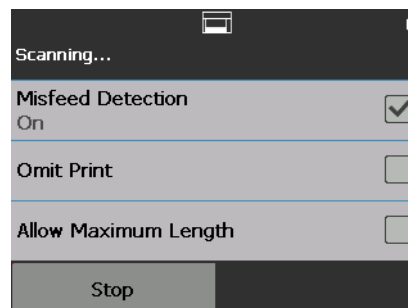 Scanning...
Misfeed Detection
On
Omit Print
Allow Maximum Length
Stop